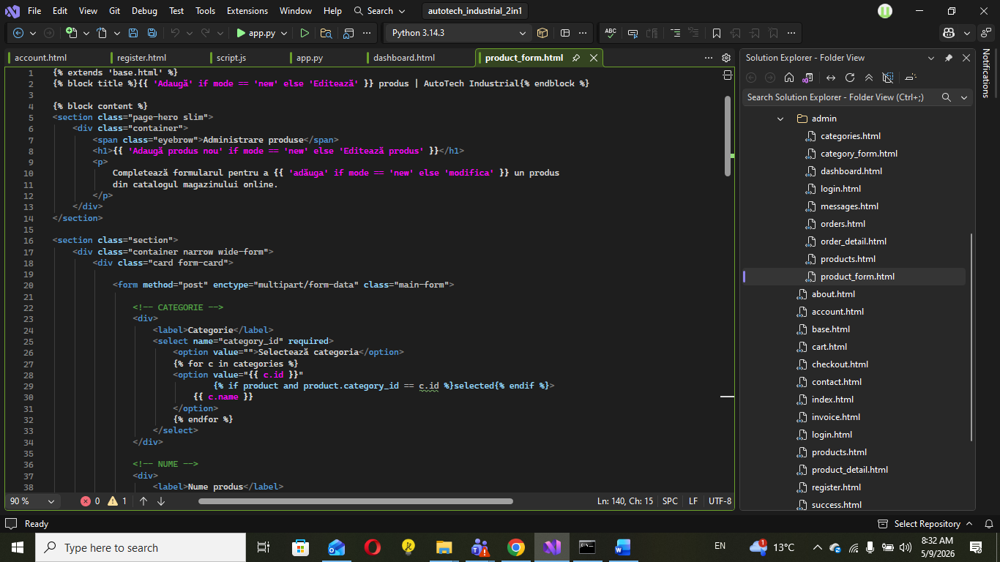 File Edit View Git Debug Test Tools Extensions Window Help Search autotech_industrial_2in1
app.py Python 3.14.3 ABC
account.html register.html script.js app.py dashboard.html product_form.html
1 {% extends 'base.html' %}
2 {% block title %}{{ 'Adaugă' if mode == 'new' else 'Editează' }} produs | AutoTech Industrial{% endblock %}
3
4 {% block content %}
5 <section class="page-hero slim">
6 <div class="container">
7 <span class="eyebrow">Administrare produse</span>
8 <h1>{{ 'Adaugă produs nou' if mode == 'new' else 'Editează produs' }}</h1>
9 <p>
10 Completează formularul pentru a {{ 'adăuga' if mode == 'new' else 'modifica' }} un produs
11 din catalogul magazinului online.
12 </p>
13 </div>
14 </section>
15
16 <section class="section">
17 <div class="container narrow wide-form">
18 <div class="card form-card">
19
20 <form method="post" enctype="multipart/form-data" class="main-form">
21
22 <!-- CATEGORIE -->
23 <div>
24 <label>Categorie</label>
25 <select name="category_id" required>
26 <option value="">Selectează categoria</option>
27 {% for c in categories %}
28 <option value="{{ c.id }}"
29 {% if product and product.category_id == c.id %}selected{% endif %}>
30 {{ c.name }}
31 </option>
32 {% endfor %}
33 </select>
34 </div>
35
36 <!-- NUME -->
37 <div>
38 <label>Nume produs</label>
90 % 0 1 Ln: 140, Ch: 15 SPC LF UTF-8
Solution Explorer - Folder View
Search Solution Explorer - Folder View (Ctrl+;)
admin
categories.html
category_form.html
dashboard.html
login.html
messages.html
orders.html
order_detail.html
products.html
product_form.html
about.html
account.html
base.html
cart.html
checkout.html
contact.html
index.html
invoice.html
login.html
products.html
product_detail.html
register.html
success.html
Notifications
Ready Select Repository
Type here to search EN 1 13°C 8:32 AM
5/9/2026